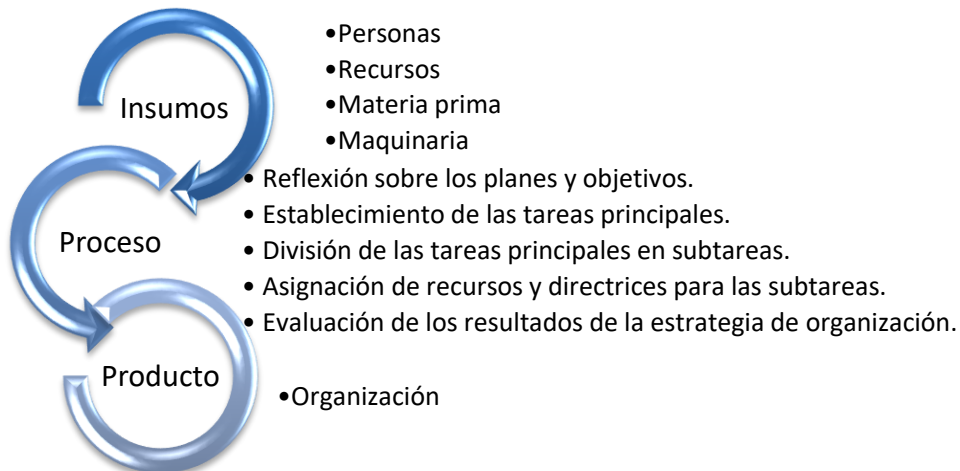 •Personas
•Recursos
•Materia prima
•Maquinaria
Insumos
• Reflexión sobre los planes y objetivos.
• Establecimiento de las tareas principales.
• División de las tareas principales en subtareas.
• Asignación de recursos y directrices para las subtareas.
• Evaluación de los resultados de la estrategia de organización.
Proceso
Producto
•Organización